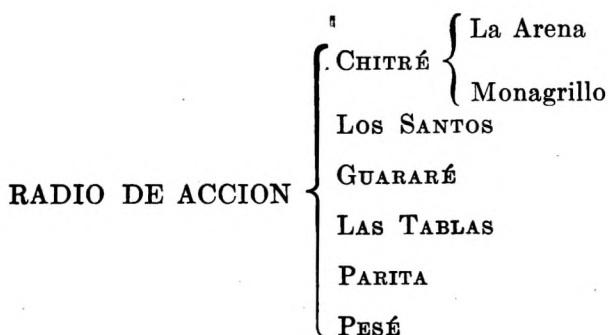 La Arena
CHITRÉ
Monagrillo
LOS SANTOS
GUARARÉ
RADIO DE ACCION
LAS TABLAS
PARITA
PESÉ